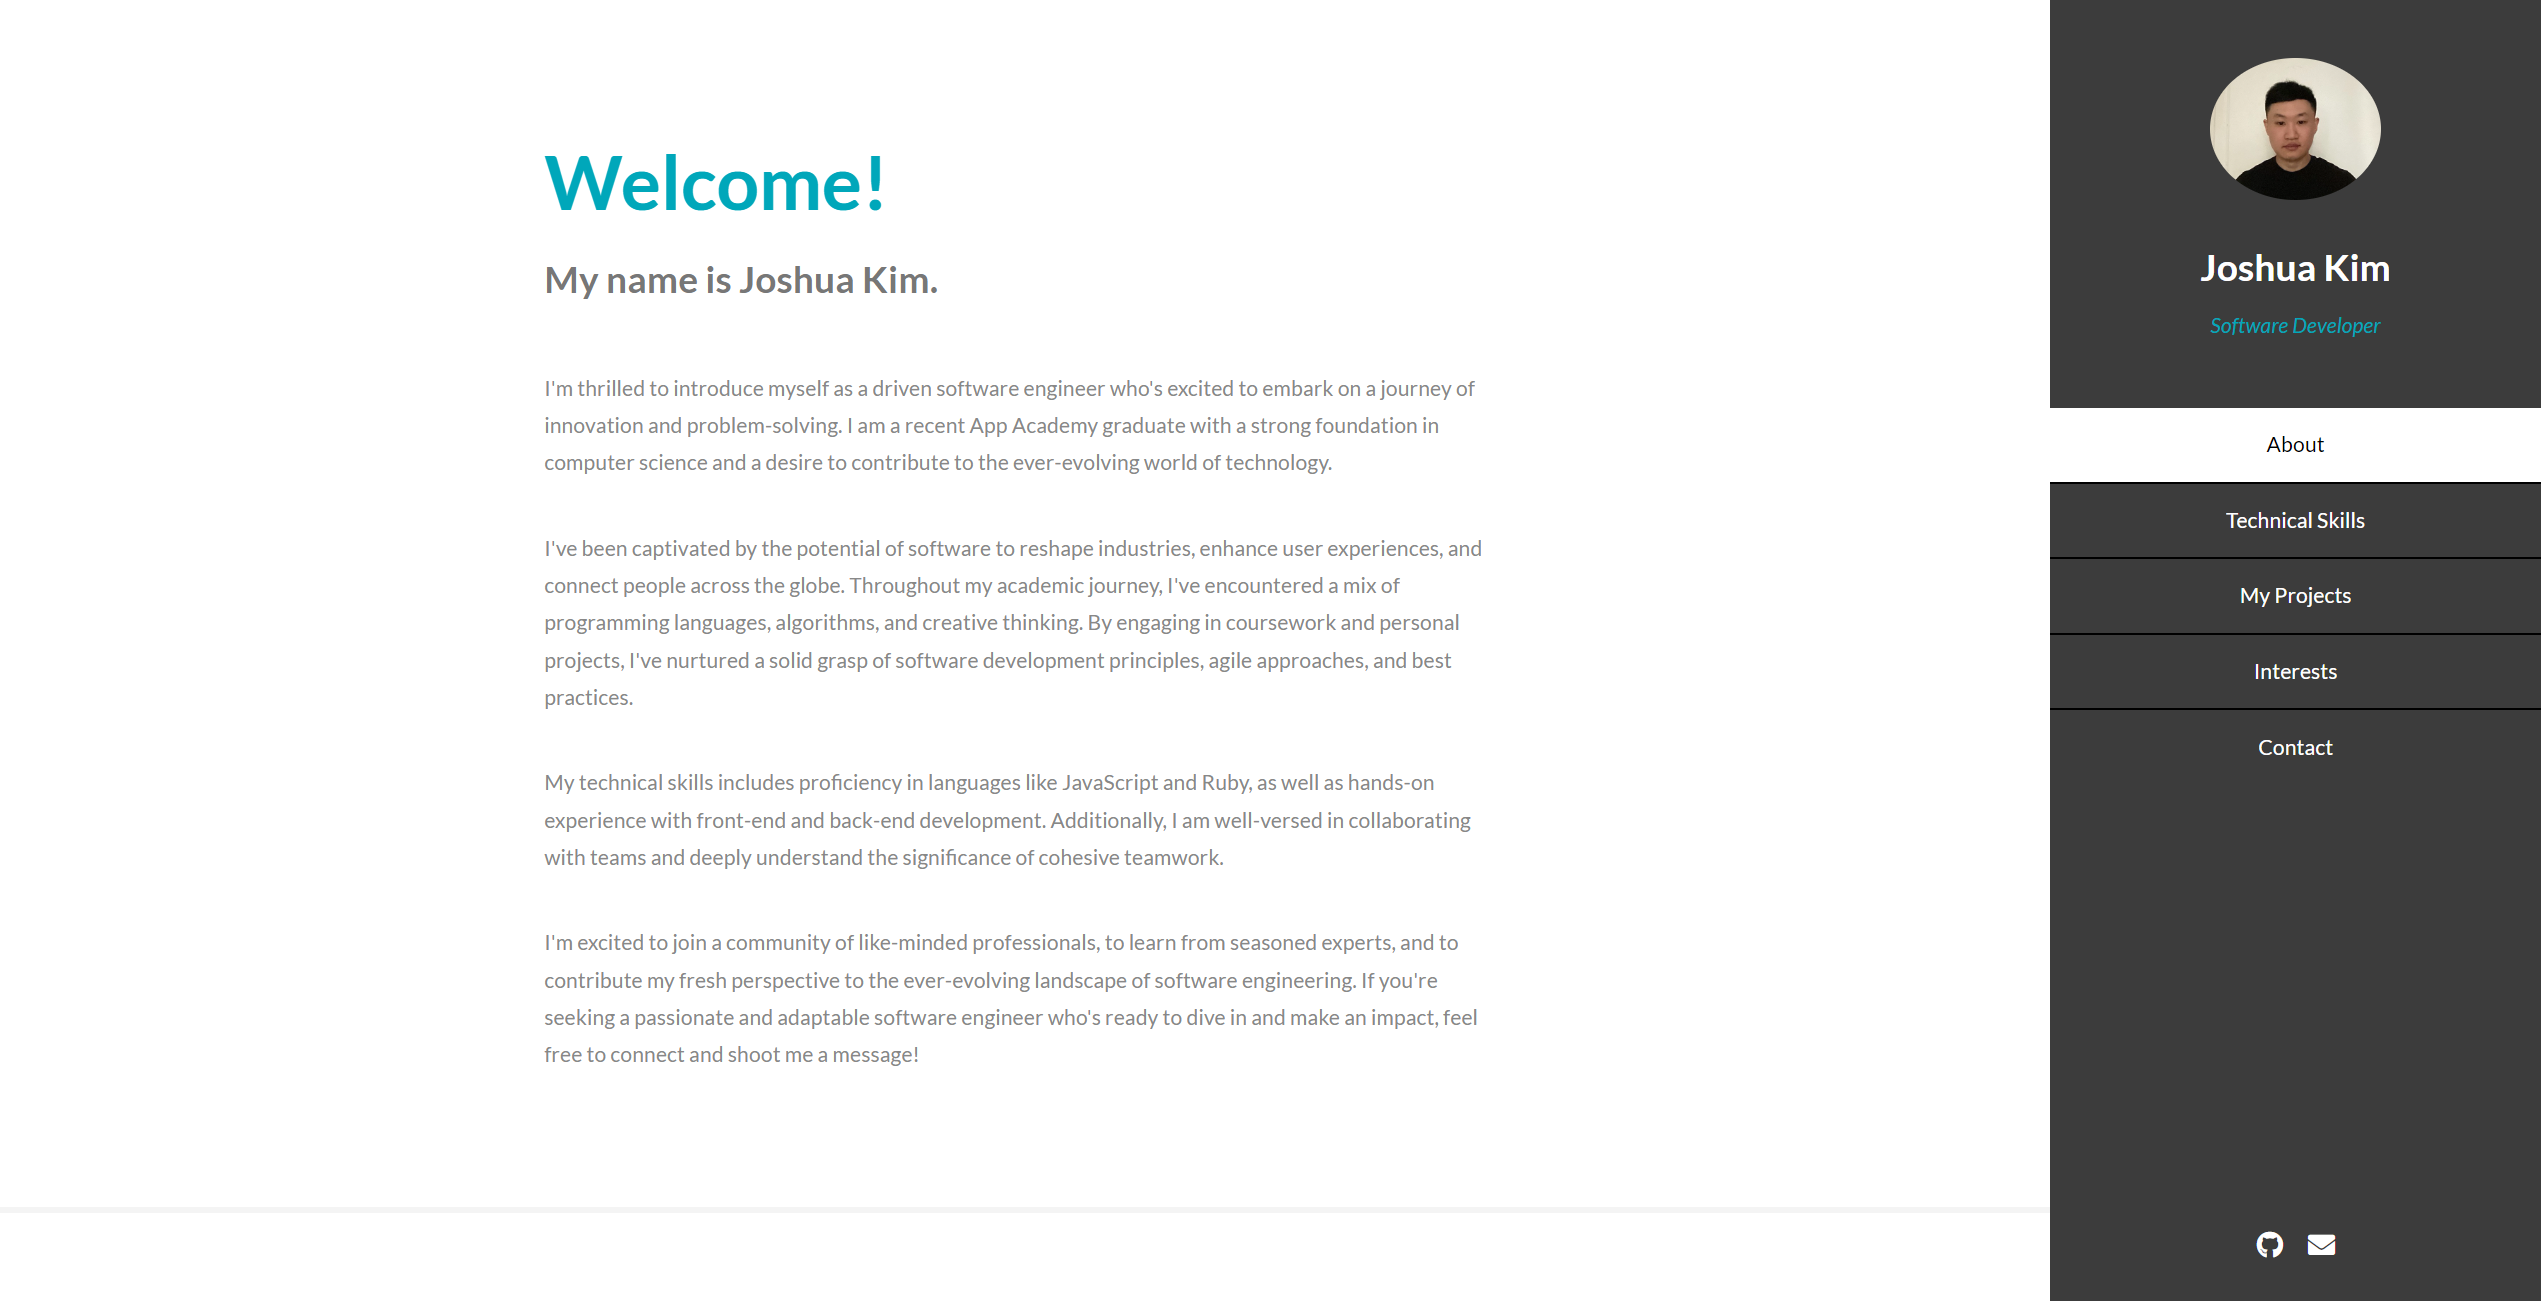 Welcome!
My name is Joshua Kim.
I'm thrilled to introduce myself as a driven software engineer who's excited to embark on a journey of
innovation and problem-solving. I am a recent App Academy graduate with a strong foundation in
computer science and a desire to contribute to the ever-evolving world of technology.
I've been captivated by the potential of software to reshape industries, enhance user experiences, and
connect people across the globe. Throughout my academic journey, I've encountered a mix of
programming languages, algorithms, and creative thinking. By engaging in coursework and personal
projects, I've nurtured a solid grasp of software development principles, agile approaches, and best
practices.
My technical skills includes proficiency in languages like JavaScript and Ruby, as well as hands-on
experience with front-end and back-end development. Additionally, I am well-versed in collaborating
with teams and deeply understand the significance of cohesive teamwork.
I'm excited to join a community of like-minded professionals, to learn from seasoned experts, and to
contribute my fresh perspective to the ever-evolving landscape of software engineering. If you're
seeking a passionate and adaptable software engineer who's ready to dive in and make an impact, feel
free to connect and shoot me a message!
Joshua Kim
Software Developer
About
Technical Skills
My Projects
Interests
Contact